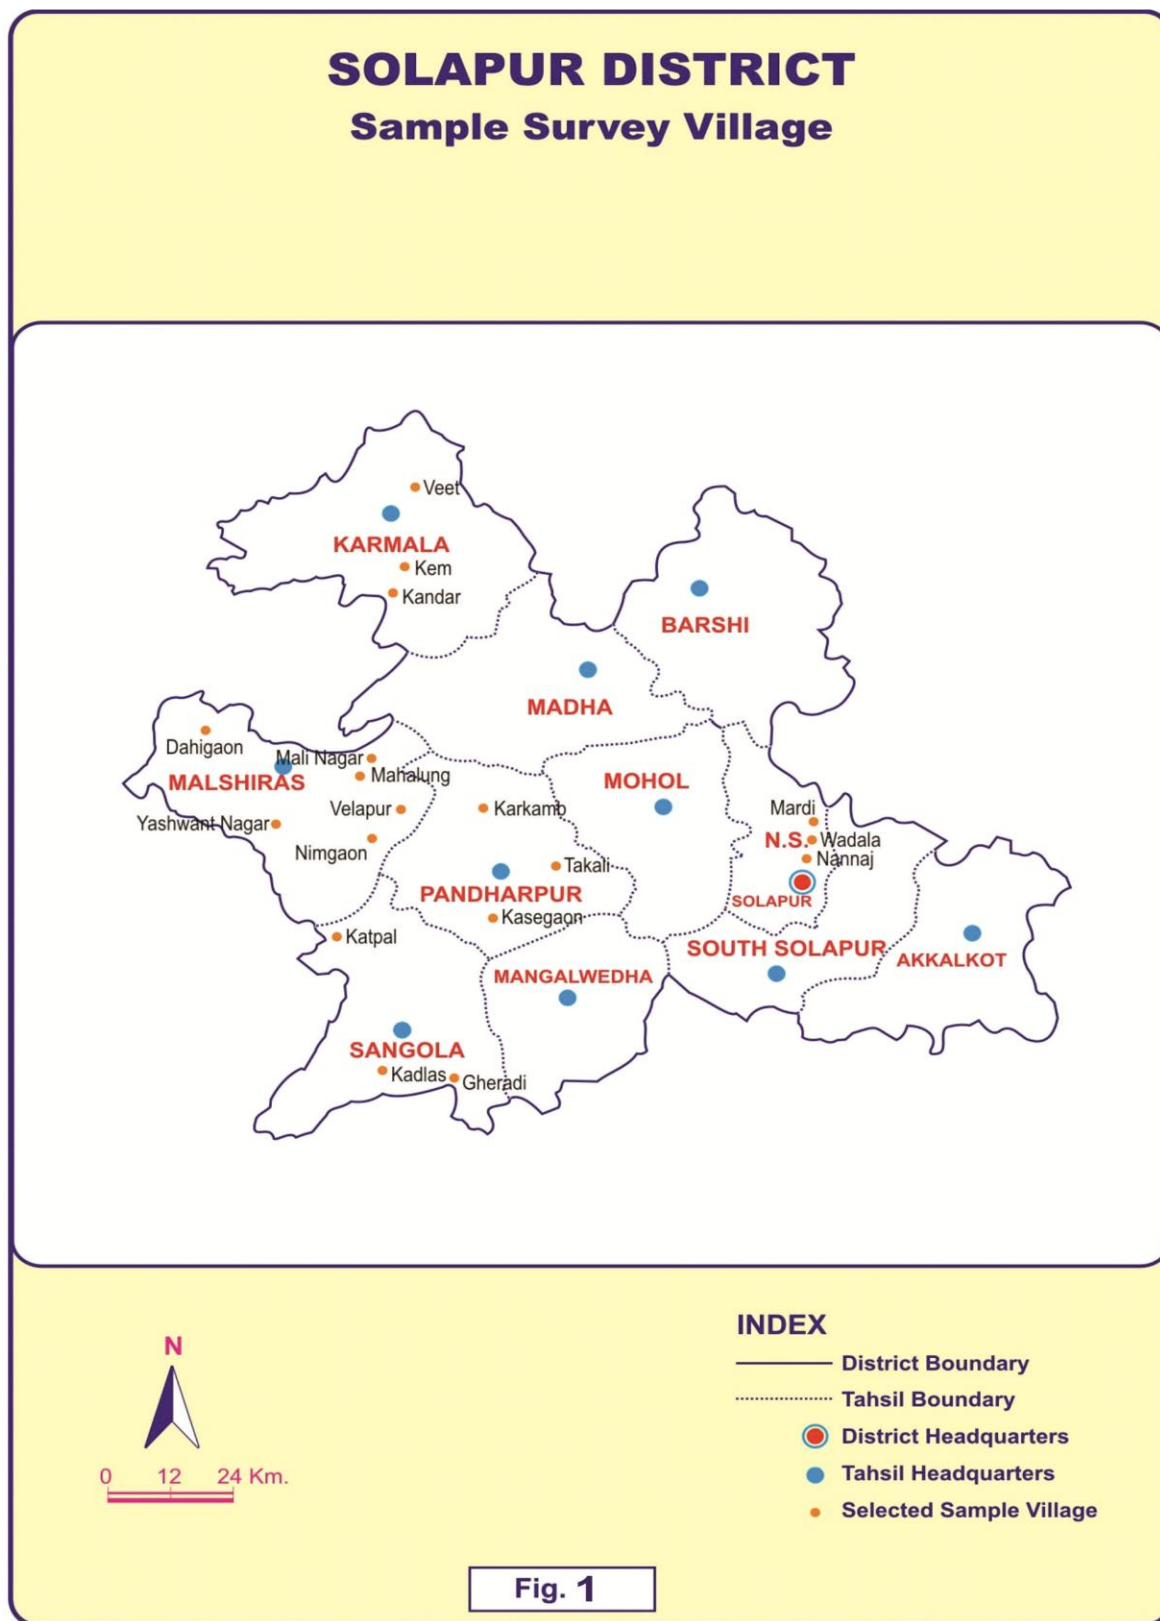 SOLAPUR DISTRICT
Sample Survey Village
Veet
KARMALA
Kem
Kandar
BARSHI
MADHA
Dahigaon
Mali Nagar
MALSHIRAS
Mahalung
MOHOL
Velapur
Karkamb
Mardi
Yashwant Nagar
N.S.
Wadala
Nimgaon
Nannaj
Takali
PANDHARPUR
SOLAPUR
Kasegaon
Katpal
SOUTH SOLAPUR
AKKALKOT
MANGALWEDHA
SANGOLA
Kadlas
Gheradi
INDEX
N
District Boundary
Tahsil Boundary
District Headquarters
Tahsil Headquarters
0 12 24 Km.
Selected Sample Village
Fig. 1